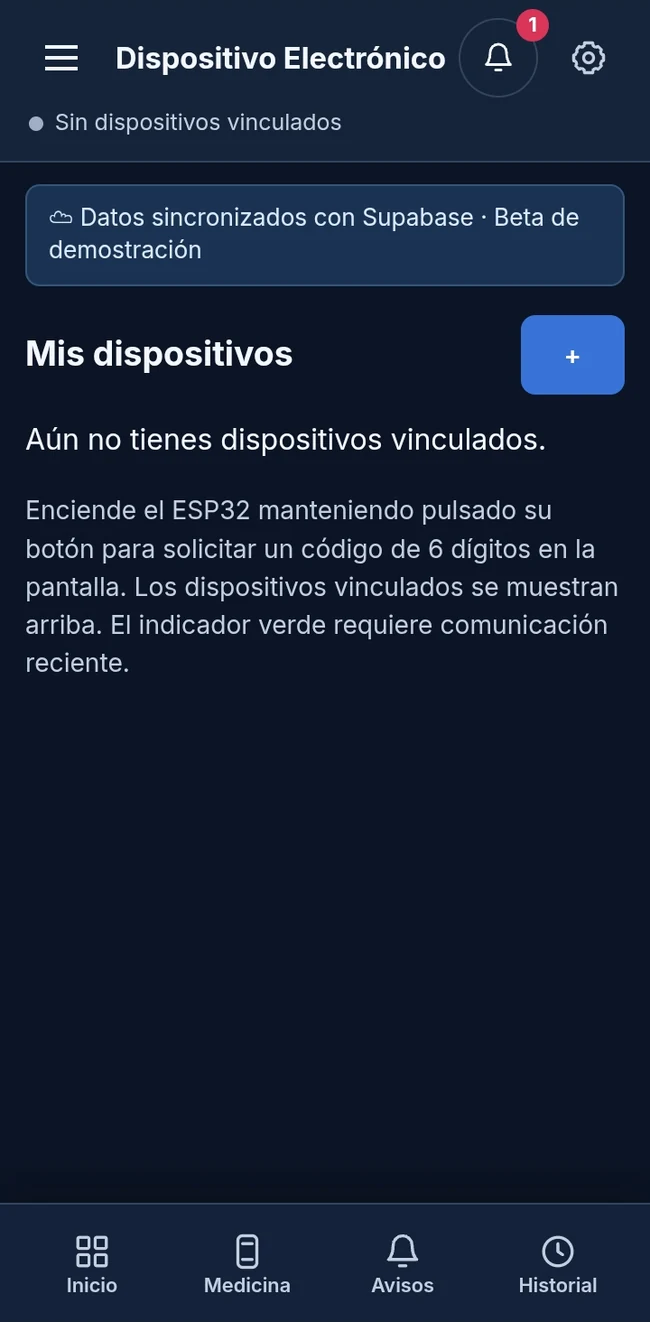 Dispositivo Electrónico
1
Sin dispositivos vinculados
Datos sincronizados con Supabase · Beta de
demostración
Mis dispositivos
+
Aún no tienes dispositivos vinculados.
Enciende el ESP32 manteniendo pulsado su
botón para solicitar un código de 6 dígitos en la
pantalla. Los dispositivos vinculados se muestran
arriba. El indicador verde requiere comunicación
reciente.
Inicio
Medicina
Avisos
Historial